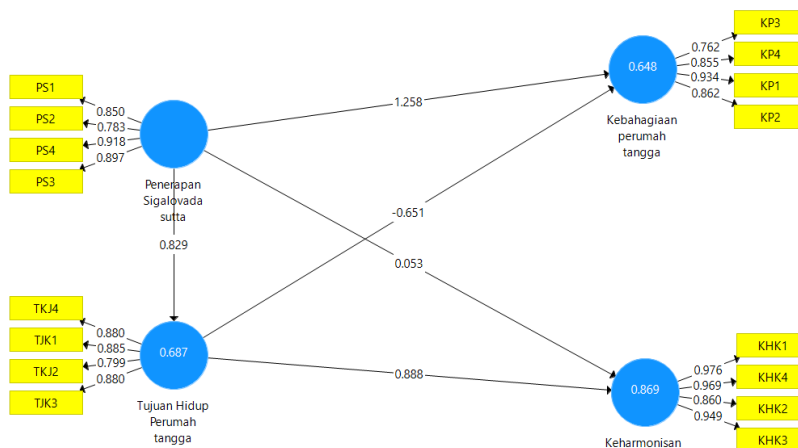 PS1
PS2
PS4
PS3
0.850
0.783
0.918
0.897
Penerapan
Sigalovada
sutta
0.829
TKJ4
TJK1
TKJ2
TJK3
0.880
0.885
0.799
0.880
0.687
Tujuan Hidup
Perumah
tangga
1.258
-0.651
0.053
0.888
0.648
Kebahagiaan
perumah
tangga
0.762
0.855
0.934
0.862
KP3
KP4
KP1
KP2
0.869
Keharmonisan
0.976
0.969
0.860
0.949
KHK1
KHK4
KHK2
KHK3